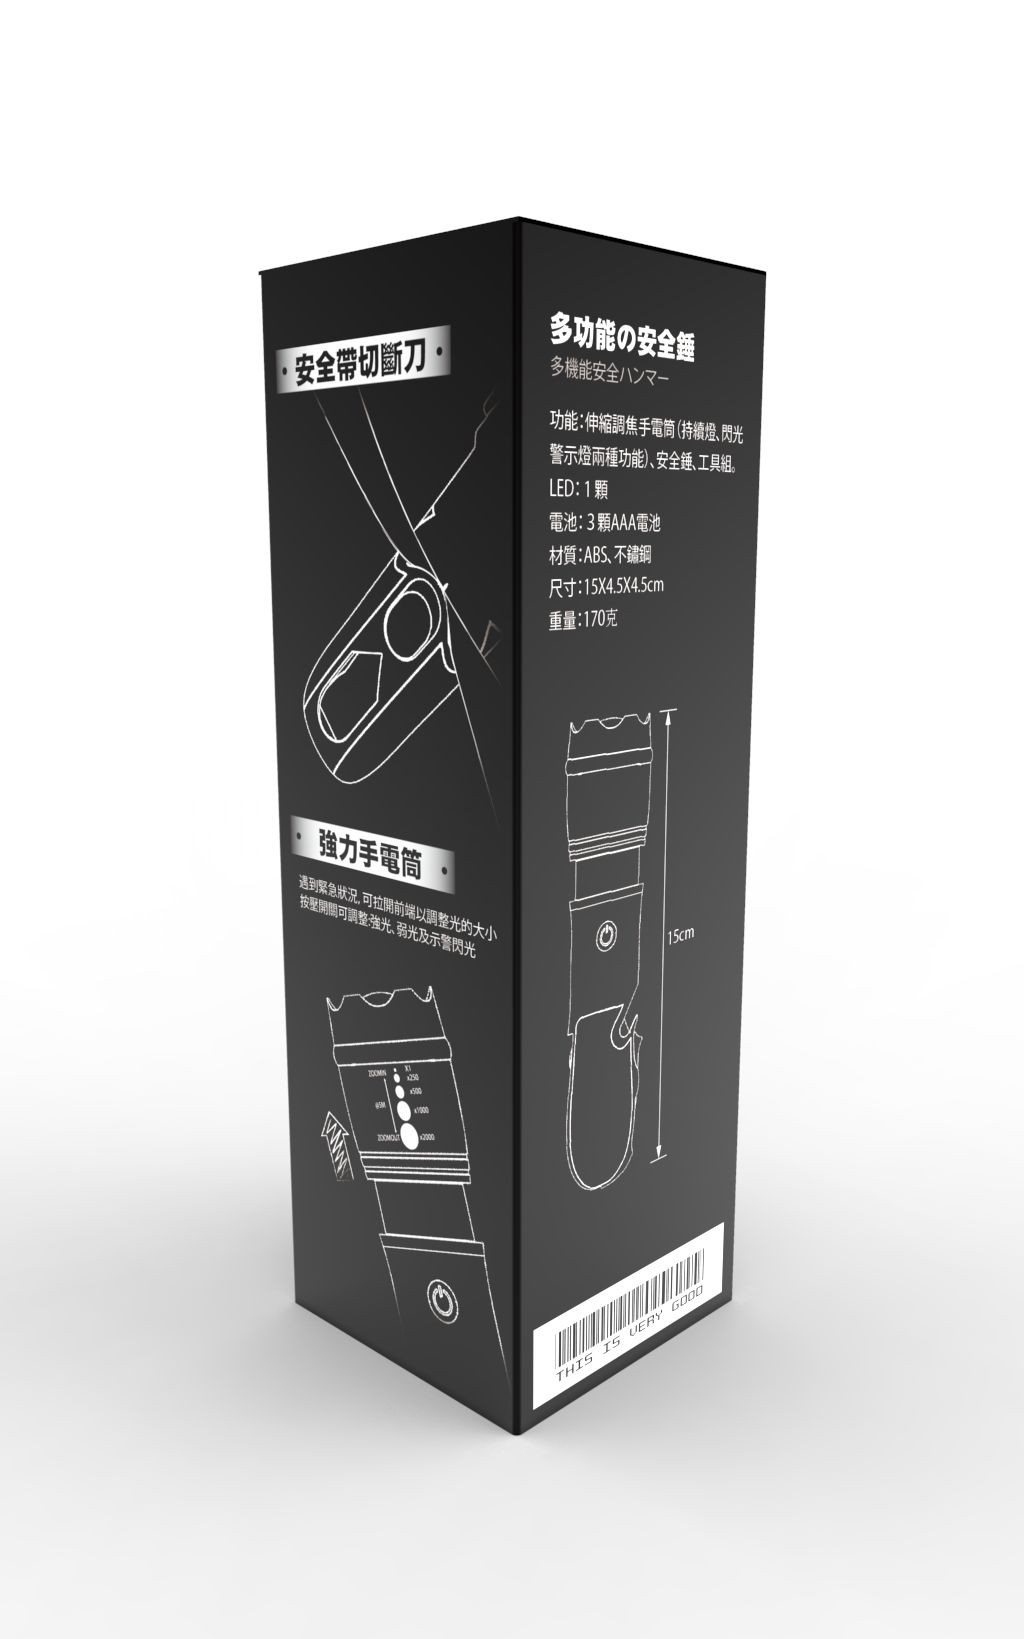 ・安全帶切斷刀・
強力手電筒
遇到緊急狀況, 可拉開前端以調整光的大小
按壓開關可調整:強光、弱光及示警閃光
ZOOMIN
X1
x250
x500
@5M
x1000
ZOOMOUT
x2000
多功能の安全錘
多機能安全ハンマー
功能:伸縮調焦手電筒(持續燈、閃光
警示燈兩種功能)、安全錘、工具組。
LED: 1 顆
電池: 3 顆AAA電池
材質:ABS、不鏽鋼
尺寸:15X4.5X4.5cm
重量:170克
15cm
THIS IS VERY GOOD